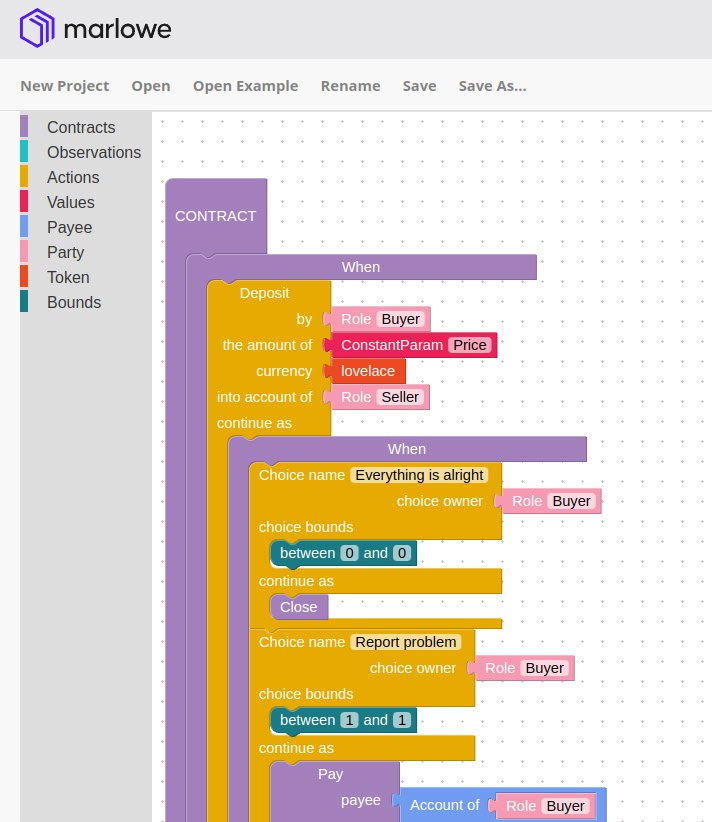 marlowe
New Project Open Open Example Rename Save Save As...
Contracts
Observations
Actions
Values
Payee
Party
Token
Bounds
CONTRACT
When
Deposit
by Role Buyer
the amount of ConstantParam Price
currency lovelace
into account of Role Seller
continue as
When
Choice name Everything is alright
choice owner Role Buyer
choice bounds
between 0 and 0
continue as
Close
Choice name Report problem
choice owner Role Buyer
choice bounds
between 1 and 1
continue as
Pay
payee Account of Role Buyer